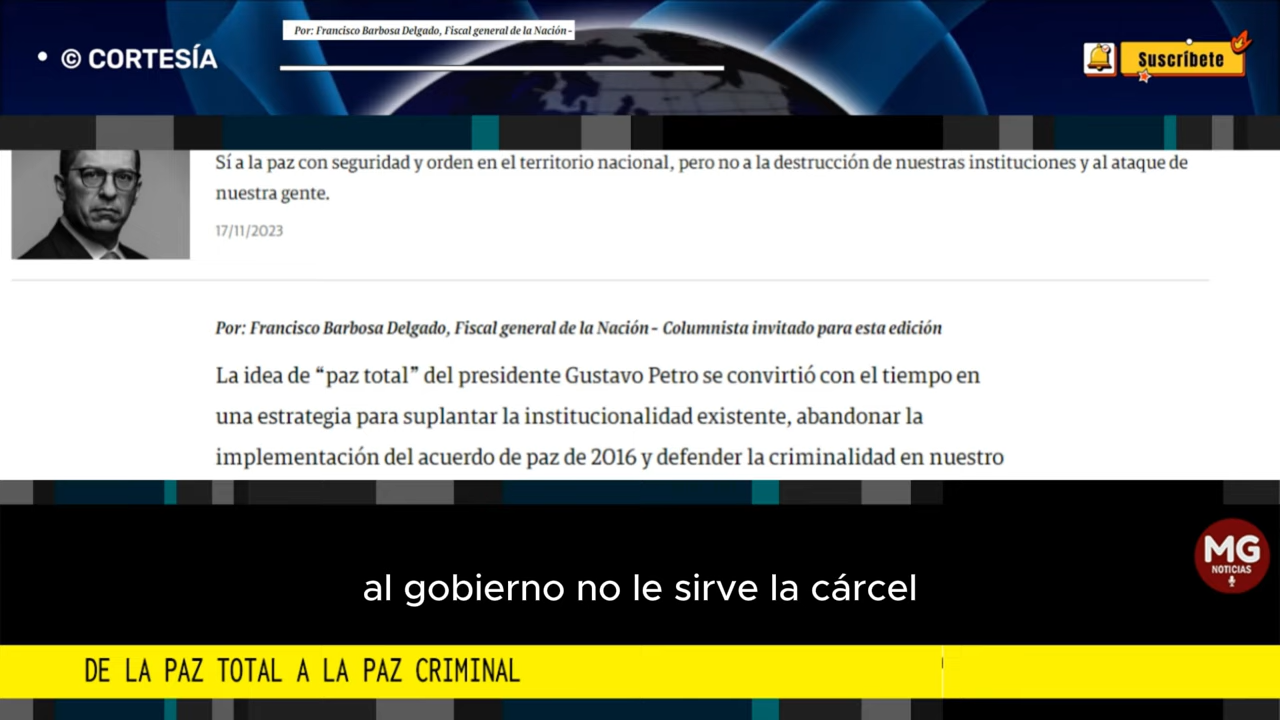 Por: Francisco Barbosa Delgado, Fiscal general de la Nación -
• © CORTESÍA
Suscríbete
Sí a la paz con seguridad y orden en el territorio nacional, pero no a la destrucción de nuestras instituciones y al ataque de
nuestra gente.
17/11/2023
Por: Francisco Barbosa Delgado, Fiscal general de la Nación - Columnista invitado para esta edición
La idea de “paz total” del presidente Gustavo Petro se convirtió con el tiempo en
una estrategia para suplantar la institucionalidad existente, abandonar la
implementación del acuerdo de paz de 2016 y defender la criminalidad en nuestro
MG
NOTICIAS
al gobierno no le sirve la cárcel
DE LA PAZ TOTAL A LA PAZ CRIMINAL